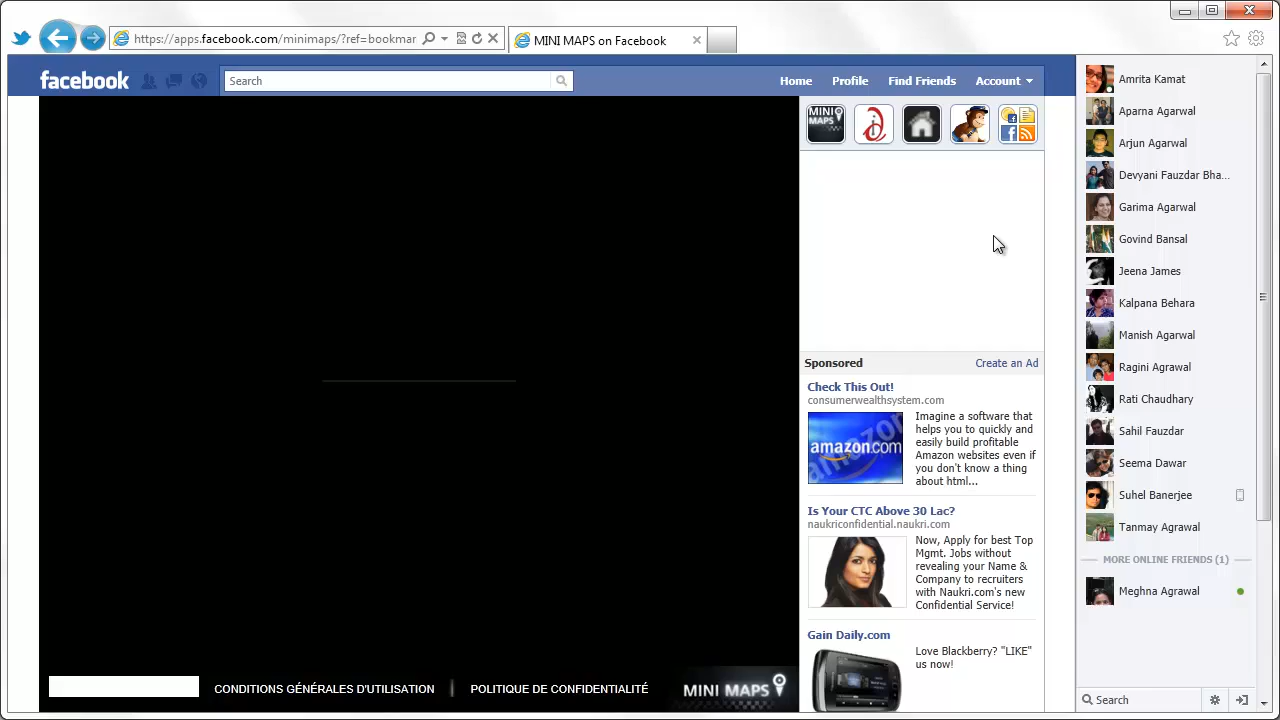 https://apps.facebook.com/minimaps/?ref=bookmar
MINI MAPS on Facebook
facebook
Search
Home
Profile
Find Friends
Account
MINI
MAPS
Sponsored
Create an Ad
Check This Out!
consumerwealthsystem.com
amazon.com
Imagine a software that
helps you to quickly and
easily build profitable
Amazon websites even if
you don't know a thing
about html...
Is Your CTC Above 30 Lac?
naukriconfidential.naukri.com
Now, Apply for best Top
Mgmt. Jobs without
revealing your Name &
Company to recruiters
with Naukri.com's new
Confidential Service!
Gain Daily.com
Love Blackberry? "LIKE"
us now!
CONDITIONS GÉNÉRALES D'UTILISATION
POLITIQUE DE CONFIDENTIALITÉ
MINI MAPS
Amrita Kamat
Aparna Agarwal
Arjun Agarwal
Devyani Fauzdar Bha...
Garima Agarwal
Govind Bansal
Jeena James
Kalpana Behara
Manish Agarwal
Ragini Agrawal
Rati Chaudhary
Sahil Fauzdar
Seema Dawar
Suhel Banerjee
Tanmay Agrawal
MORE ONLINE FRIENDS (1)
Meghna Agrawal
Search